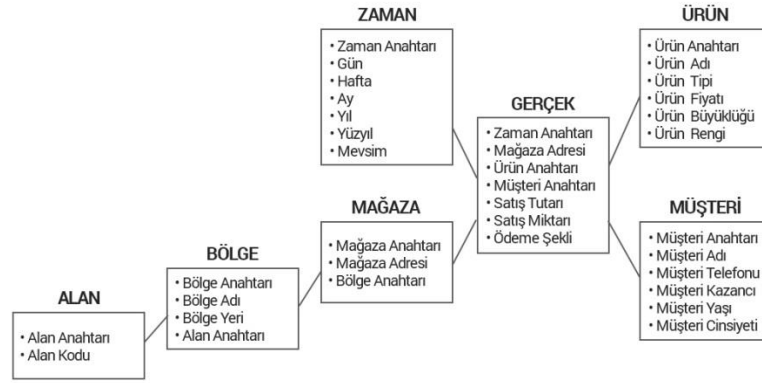 ZAMAN
• Zaman Anahtarı
• Gün
• Hafta
• Ay
• Yıl
• Yüzyıl
• Mevsim
ÜRÜN
• Ürün Anahtarı
• Ürün Adı
• Ürün Tipi
• Ürün Fiyatı
• Ürün Büyüklüğü
• Ürün Rengi
GERÇEK
• Zaman Anahtarı
• Mağaza Adresi
• Ürün Anahtarı
• Müşteri Anahtarı
• Satış Tutarı
• Satış Miktarı
• Ödeme Şekli
MAĞAZA
• Mağaza Anahtarı
• Mağaza Adresi
• Bölge Anahtarı
MÜŞTERİ
• Müşteri Anahtarı
• Müşteri Adı
• Müşteri Telefonu
• Müşteri Kazancı
• Müşteri Yaşı
• Müşteri Cinsiyeti
BÖLGE
• Bölge Anahtarı
• Bölge Adı
• Bölge Yeri
• Alan Anahtarı
ALAN
• Alan Anahtarı
• Alan Kodu